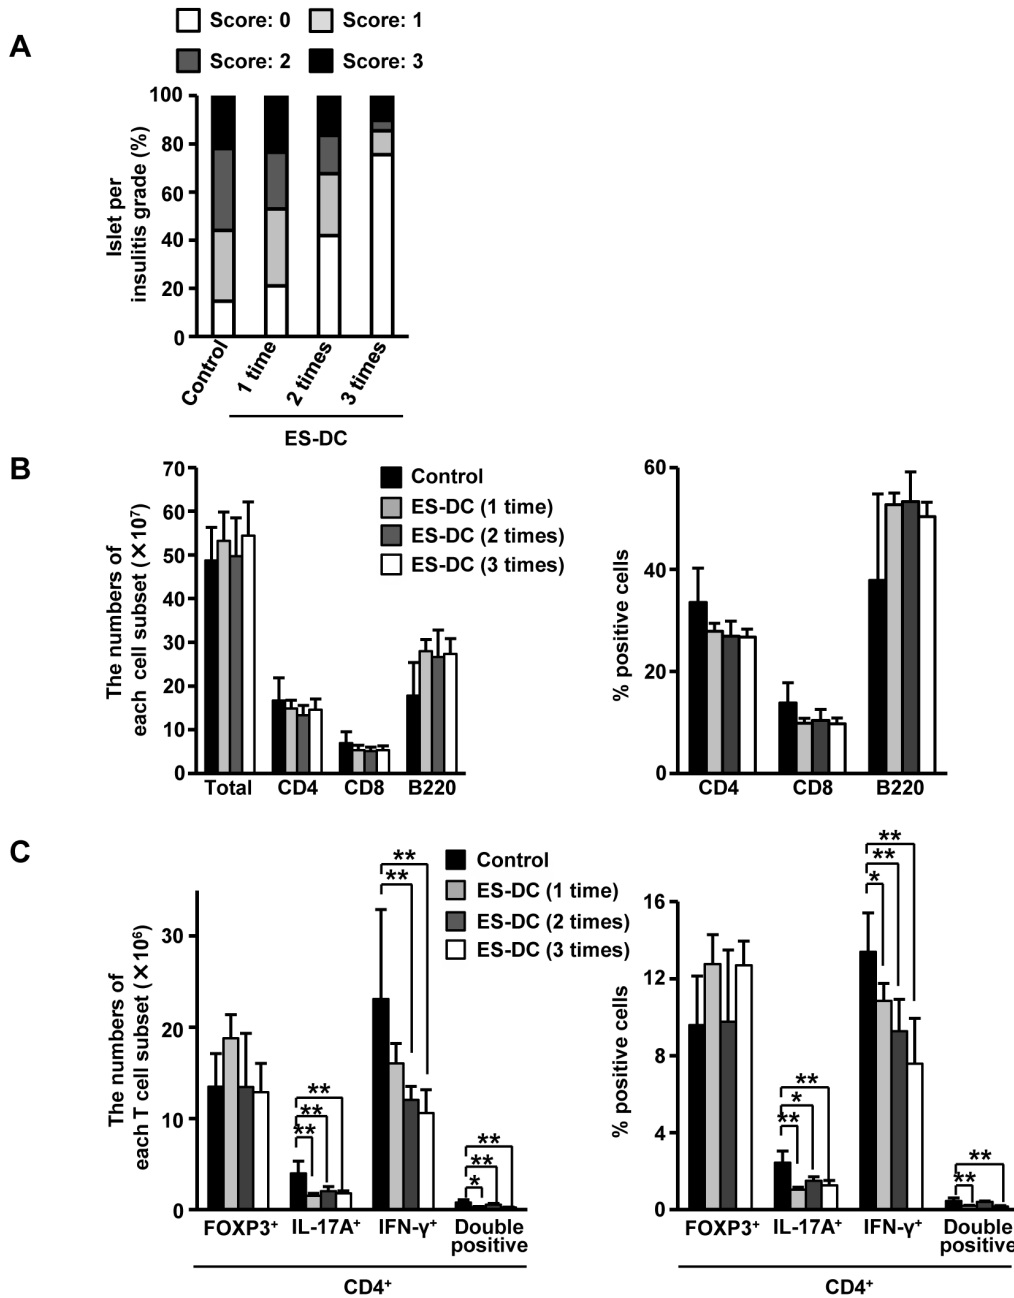 A
Score: 0
Score: 1
Score: 2
Score: 3
Islet per
insulitis grade (%)
100
80
60
40
20
0
Control
1 time
2 times
3 times
ES-DC
B
The numbers of
each cell subset (×10⁷)
70
60
50
40
30
20
10
0
Total
CD4
CD8
B220
Control
ES-DC (1 time)
ES-DC (2 times)
ES-DC (3 times)
% positive cells
60
40
20
0
CD4
CD8
B220
C
The numbers of
each T cell subset (×10⁶)
30
20
10
0
**
**
**
**
**
**
**
*
FOXP3⁺
IL-17A⁺
IFN-γ⁺
Double
positive
CD4⁺
Control
ES-DC (1 time)
ES-DC (2 times)
ES-DC (3 times)
% positive cells
16
12
8
4
0
**
*
**
**
**
*
**
**
FOXP3⁺
IL-17A⁺
IFN-γ⁺
Double
positive
CD4⁺